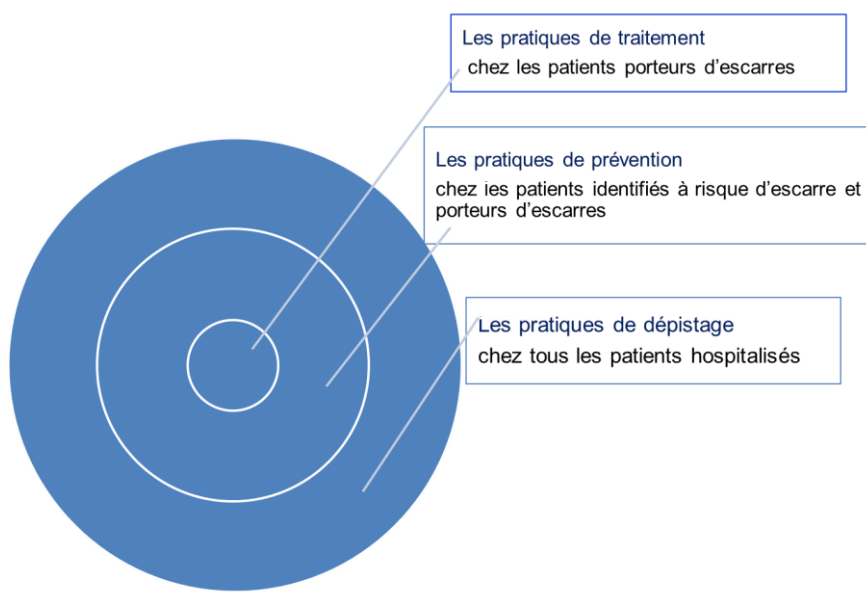 Les pratiques de traitement
chez les patients porteurs d'escarres
Les pratiques de prévention
chez les patients identifiés à risque d'escarre et
porteurs d'escarres
Les pratiques de dépistage
chez tous les patients hospitalisés